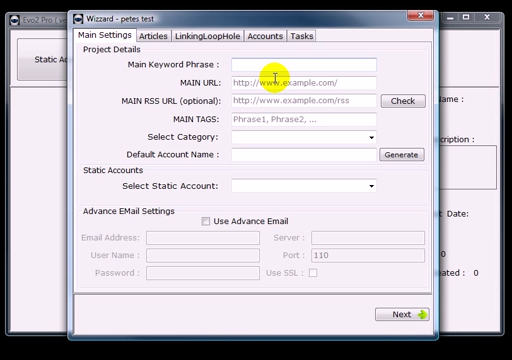 Evo2 Pro ( ve
Wizzard - petes test
Main Settings Articles LinkingLoopHole Accounts Tasks
Static Ac
Project Details
Main Keyword Phrase :
MAIN URL: http://www.example.com/
MAIN RSS URL (optional): http://www.example.com/rss Check
MAIN TAGS: Phrase1, Phrase2, ...
Select Category:
Default Account Name : Generate
Static Accounts
Select Static Account:
Advance EMail Settings
Use Advance Email
Email Address: Server :
User Name : Port : 110
Password : Use SSL :
Next
Name :
cription :
t Date:
0
eated : 0